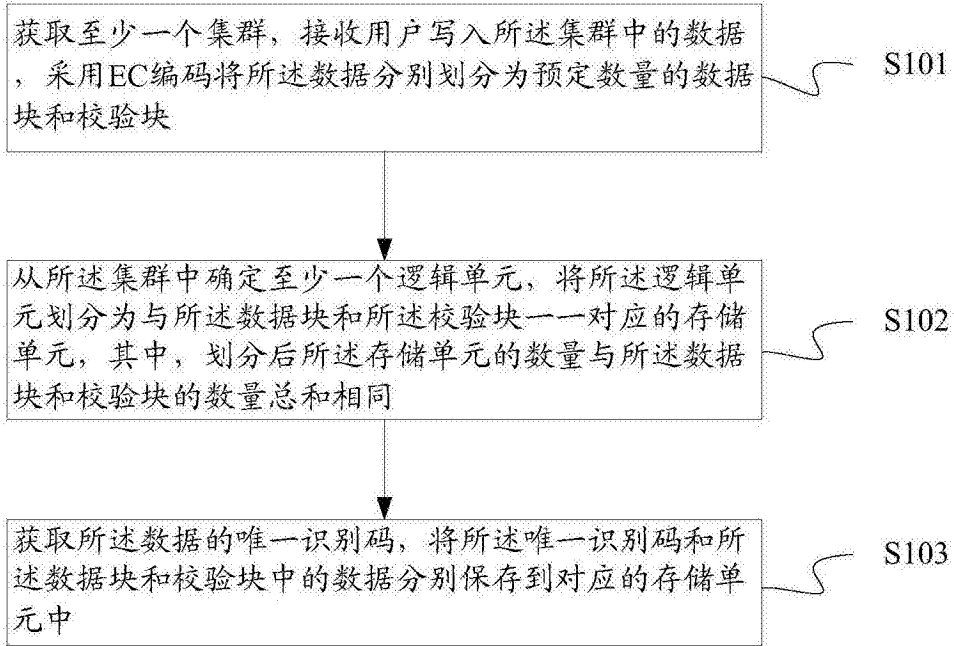 获取至少一个集群，接收用户写入所述集群中的数据
，采用EC编码将所述数据分别划分为预定数量的数据
块和校验块
S101
从所述集群中确定至少一个逻辑单元，将所述逻辑单
元划分为与所述数据块和所述校验块一一对应的存储
单元，其中，划分后所述存储单元的数量与所述数据
块和校验块的数量总和相同
S102
获取所述数据的唯一识别码，将所述唯一识别码和所
述数据块和校验块中的数据分别保存到对应的存储单
元中
S103